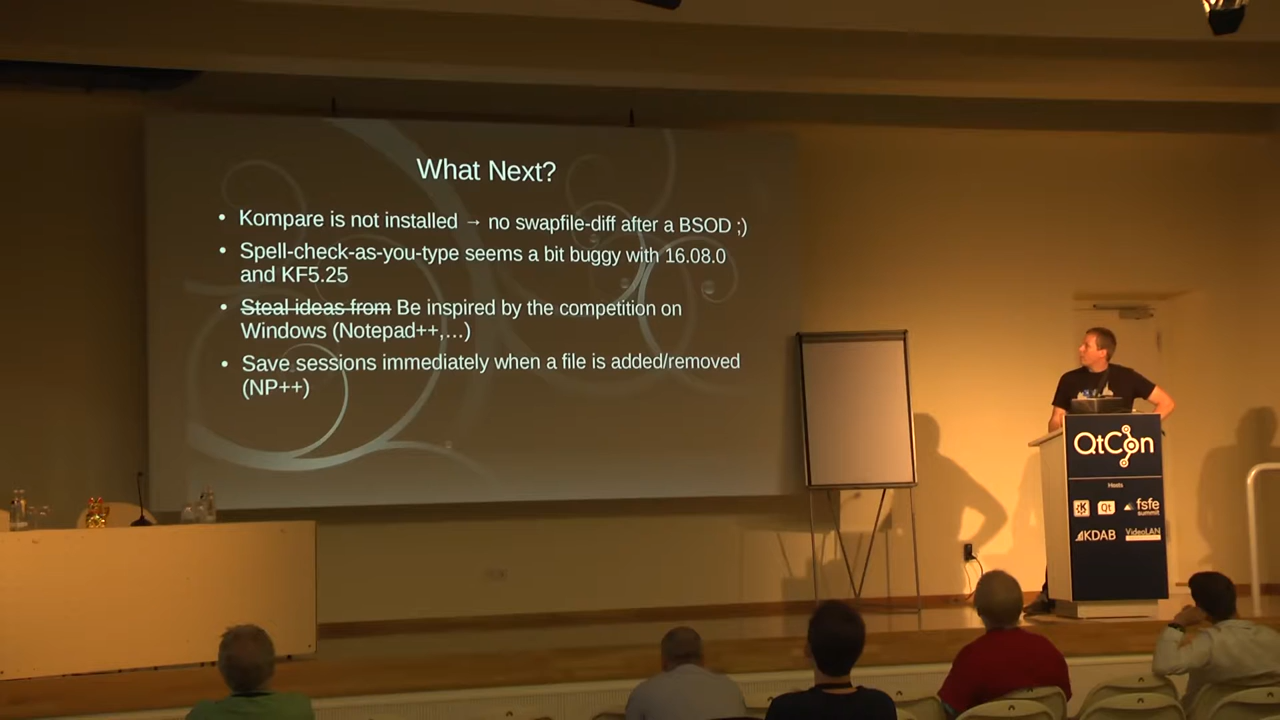 What Next?
• Kompare is not installed → no swapfile-diff after a BSOD ;)
• Spell-check-as-you-type seems a bit buggy with 16.08.0
and KF5.25
• Steal ideas from Be inspired by the competition on
Windows (Notepad++,...)
• Save sessions immediately when a file is added/removed
(NP++)
QtCon
Hosts
Qt
fsfe
summit
KDAB
VideoLAN